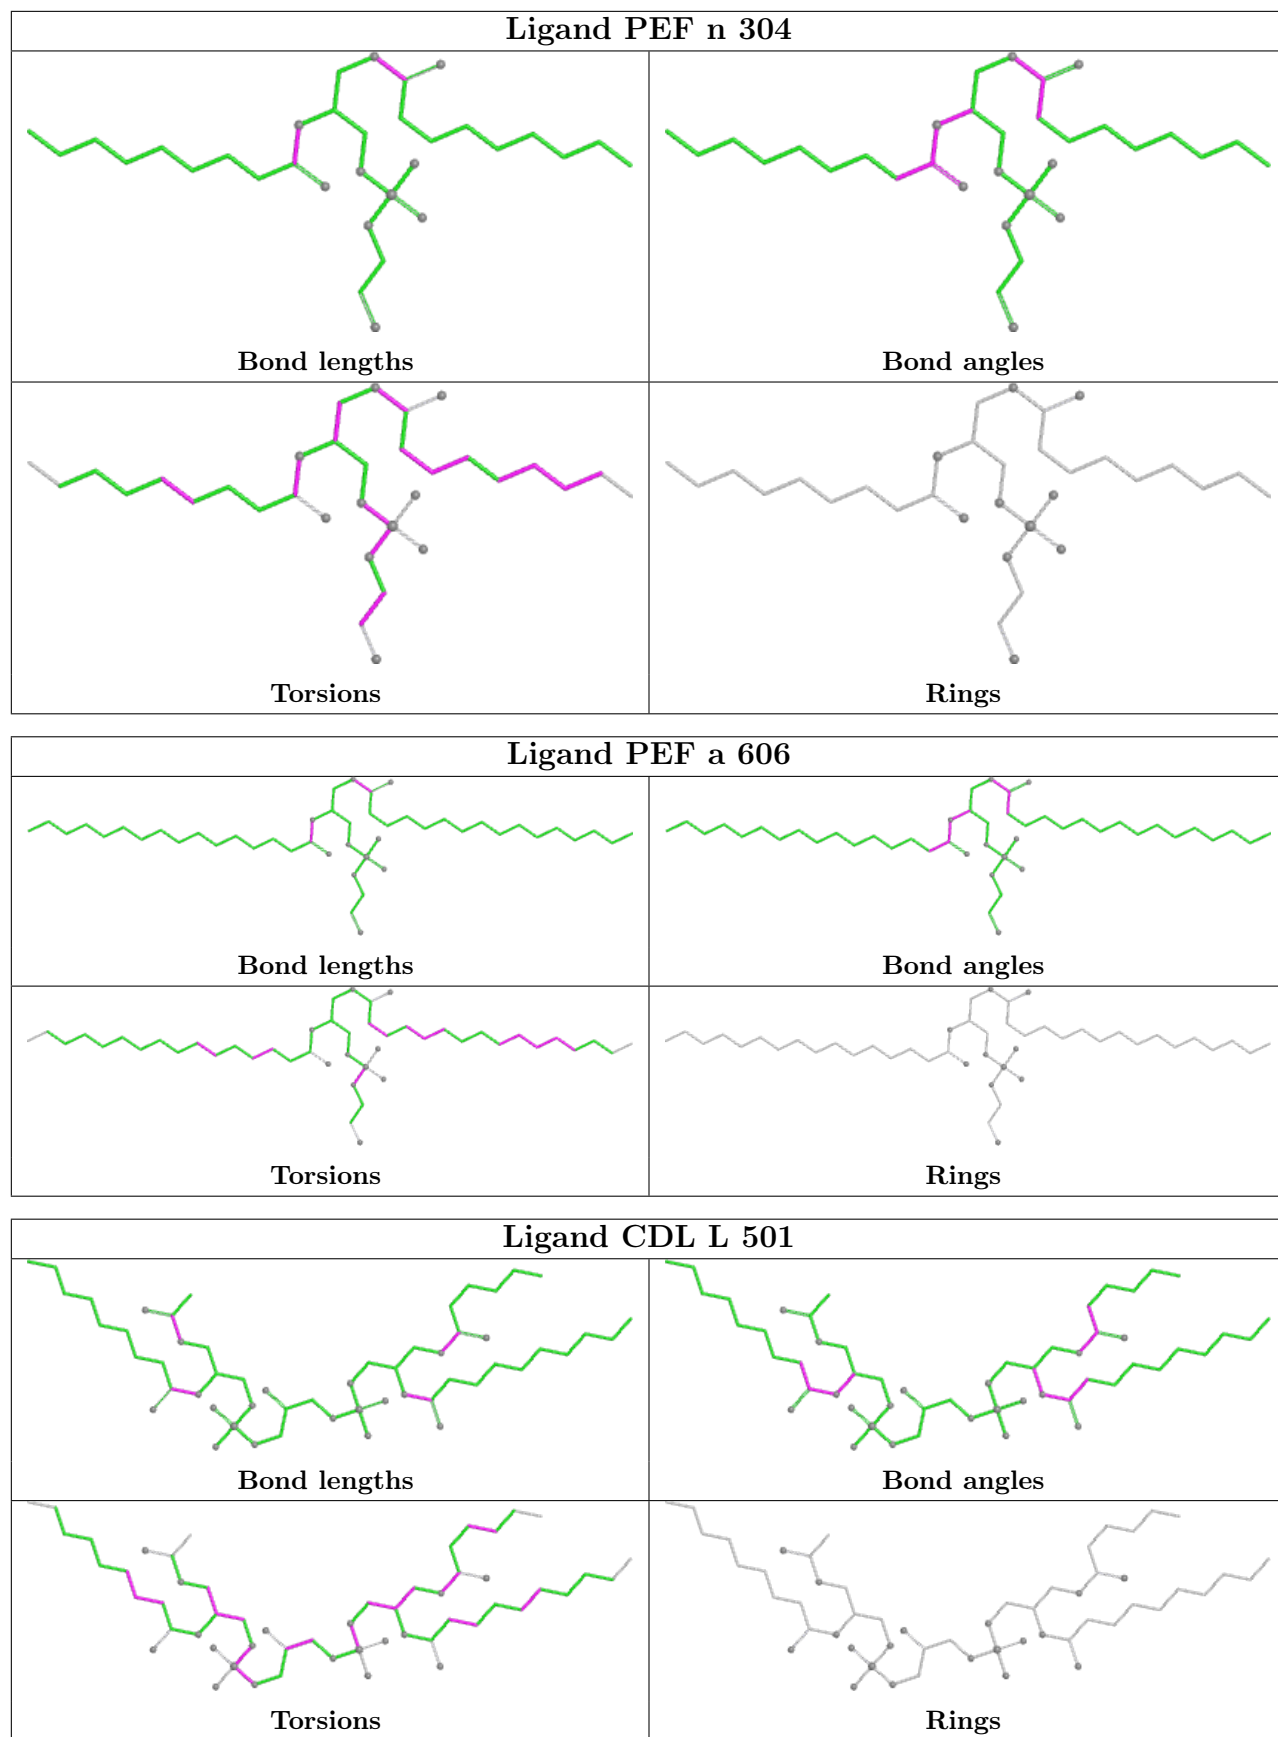 Ligand PEF n 304
Bond lengths
Bond angles
Torsions
Rings
Ligand PEF a 606
Bond lengths
Bond angles
Torsions
Rings
Ligand CDL L 501
Bond lengths
Bond angles
Torsions
Rings